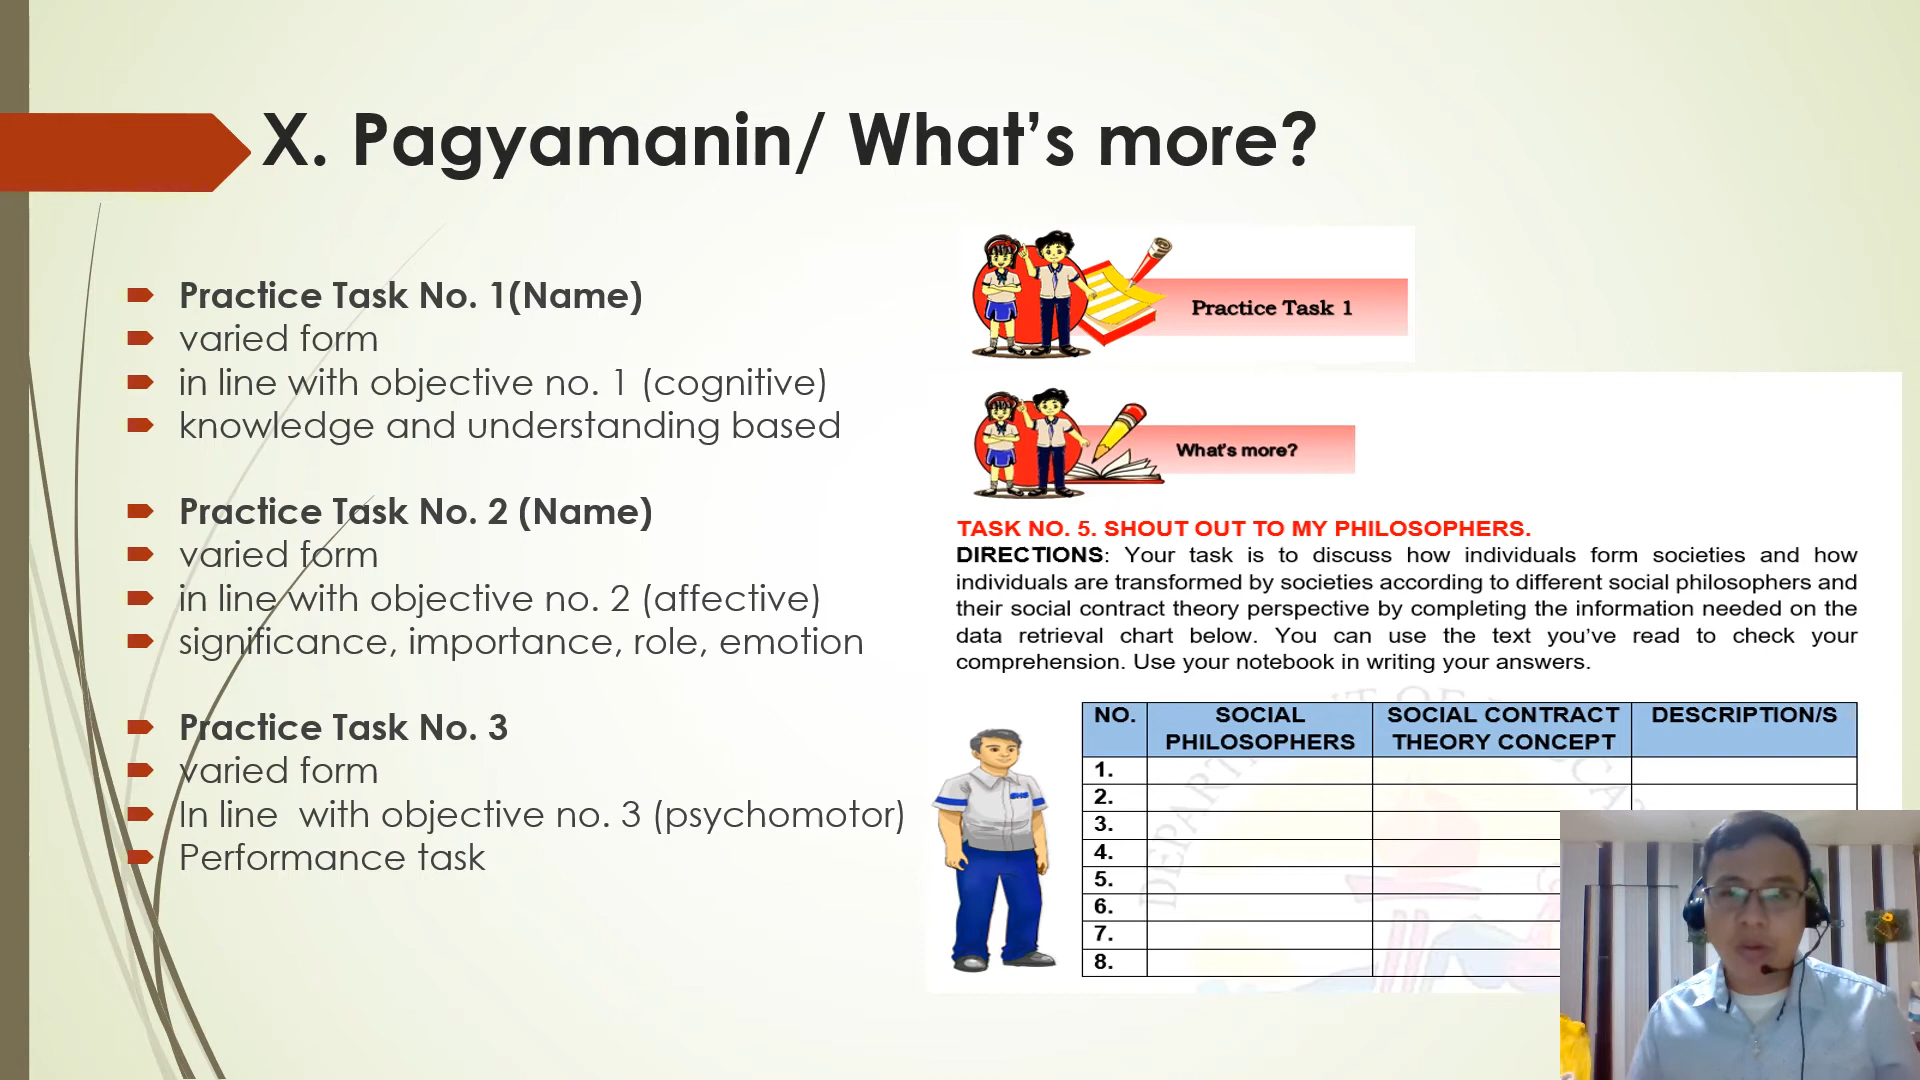 X. Pagyamanin/ What's more?
Practice Task No. 1(Name)
varied form
in line with objective no. 1 (cognitive)
knowledge and understanding based
Practice Task No. 2 (Name)
varied form
in line with objective no. 2 (affective)
significance, importance, role, emotion
Practice Task No. 3
varied form
In line  with objective no. 3 (psychomotor)
Performance task
Practice Task 1
What's more?
TASK NO. 5. SHOUT OUT TO MY PHILOSOPHERS.
DIRECTIONS: Your task is to discuss how individuals form societies and how
individuals are transformed by societies according to different social philosophers and
their social contract theory perspective by completing the information needed on the
data retrieval chart below. You can use the text you've read to check your
comprehension. Use your notebook in writing your answers.
NO. SOCIAL PHILOSOPHERS SOCIAL CONTRACT THEORY CONCEPT DESCRIPTION/S
1.
2.
3.
4.
5.
6.
7.
8.
SHS